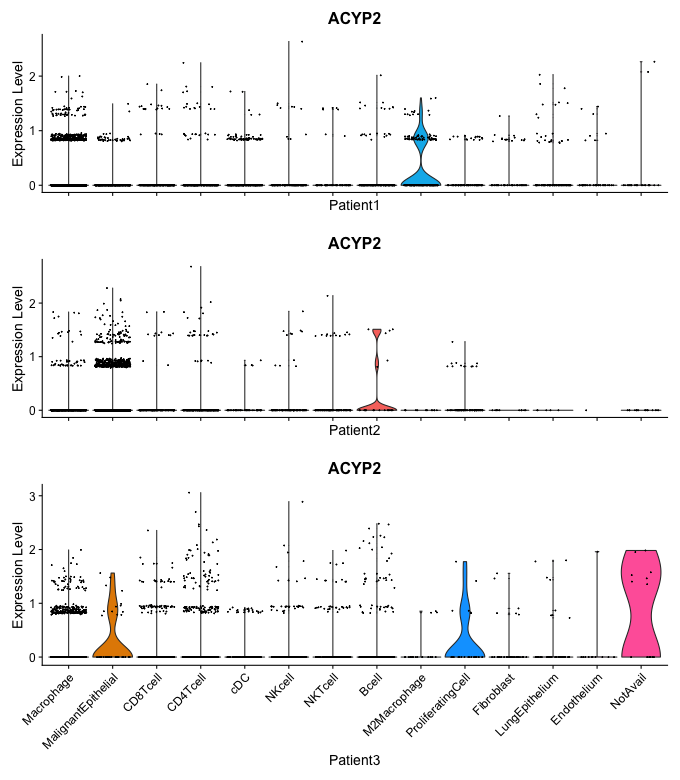 ACYP2
Expression Level
2
1
0
Patient1
ACYP2
Expression Level
2
1
0
Patient2
ACYP2
Expression Level
3
2
1
0
Macrophage
MalignantEpithelial
CD8Tcell
CD4Tcell
cDC
NKcell
NKTcell
Bcell
M2Macrophage
ProliferatingCell
Fibroblast
LungEpithelium
Endothelium
NotAvail
Patient3